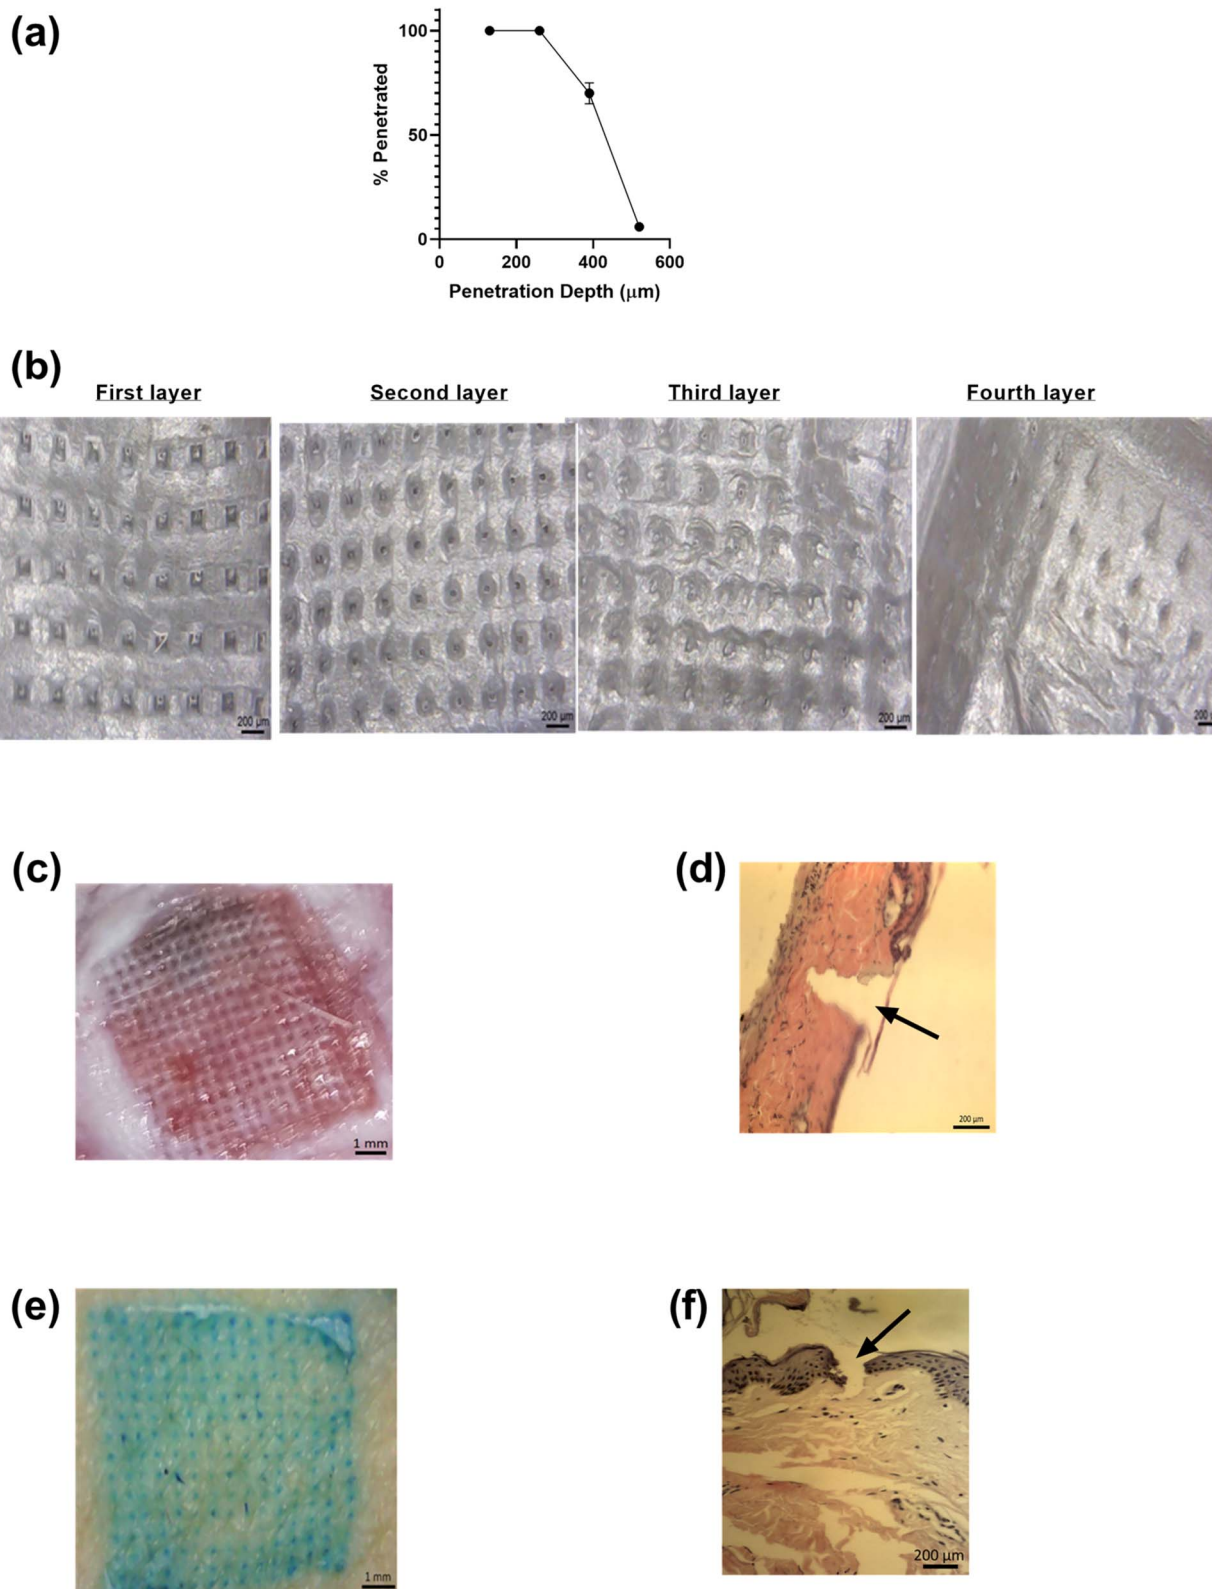 (a)
100
50
0
% Penetrated
0 200 400 600
Penetration Depth (μm)
(b)
First layer Second layer Third layer Fourth layer
200 μm 200 μm 200 μm 200
(c)
1 mm
(d)
200 μm
(e)
1 mm
(f)
200 μm